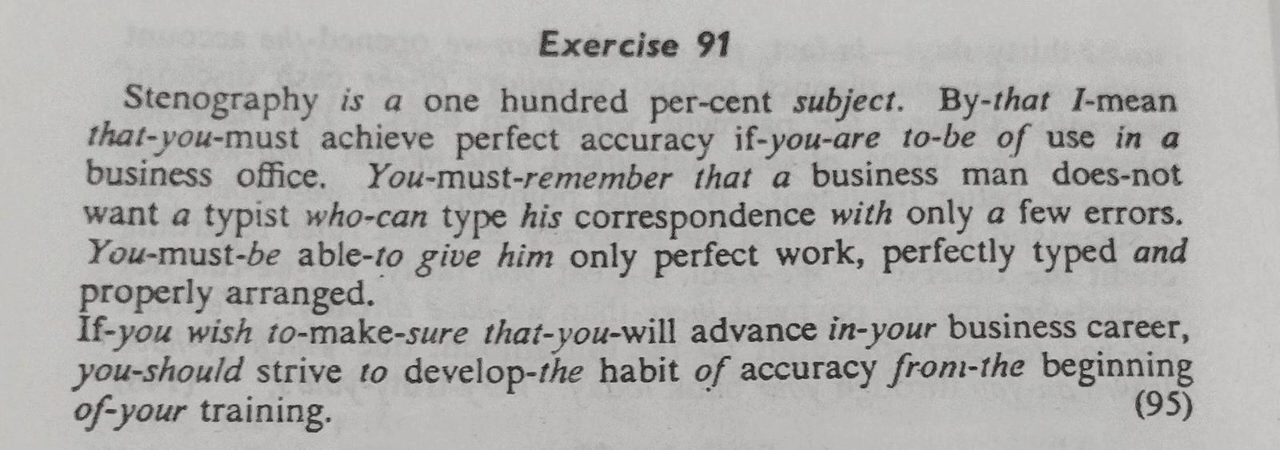 Exercise 91
Stenography is a one hundred per-cent subject. By-that I-mean
that-you-must achieve perfect accuracy if-you-are to-be of use in a
business office. You-must-remember that a business man does-not
want a typist who-can type his correspondence with only a few errors.
You-must-be able-to give him only perfect work, perfectly typed and
properly arranged.
If-you wish to-make-sure that-you-will advance in-your business career,
you-should strive to develop-the habit of accuracy from-the beginning
of-your training. (95)